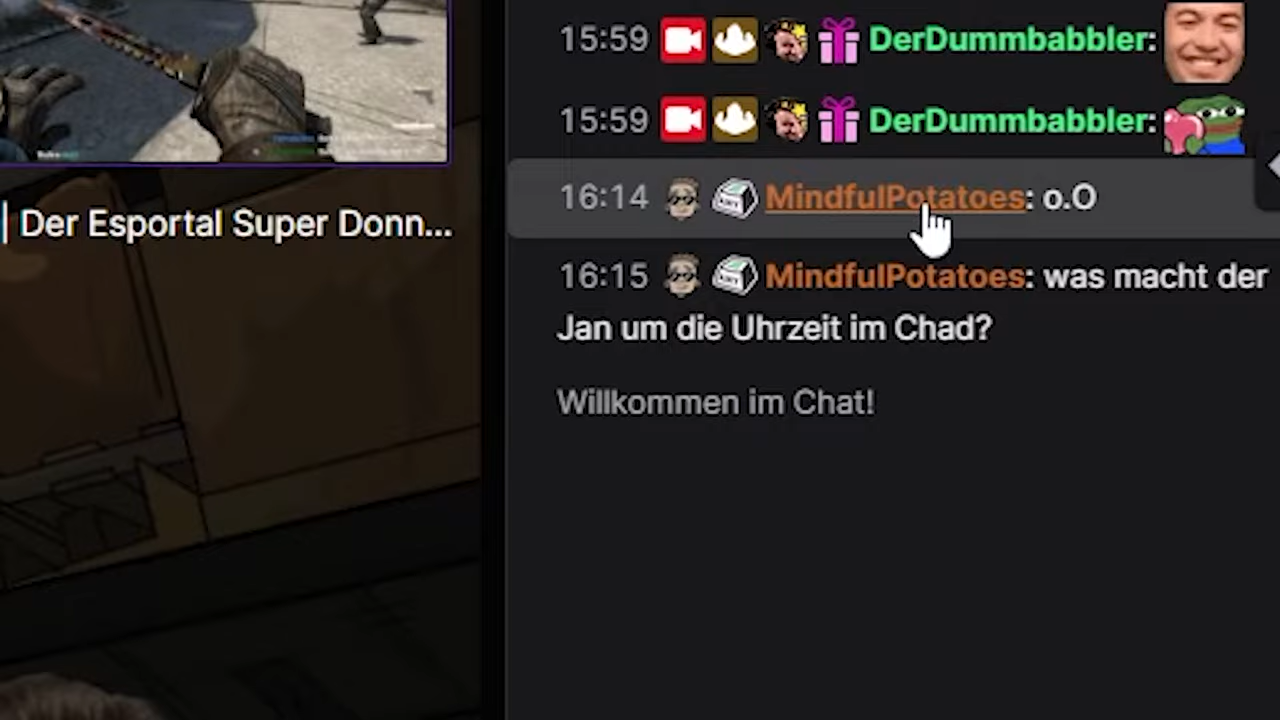 15:59 DerDummbabbler:
15:59 DerDummbabbler:
16:14 MindfulPotatoes: o.O
| Der Esportal Super Donn...
16:15 MindfulPotatoes: was macht der
Jan um die Uhrzeit im Chad?
Willkommen im Chat!